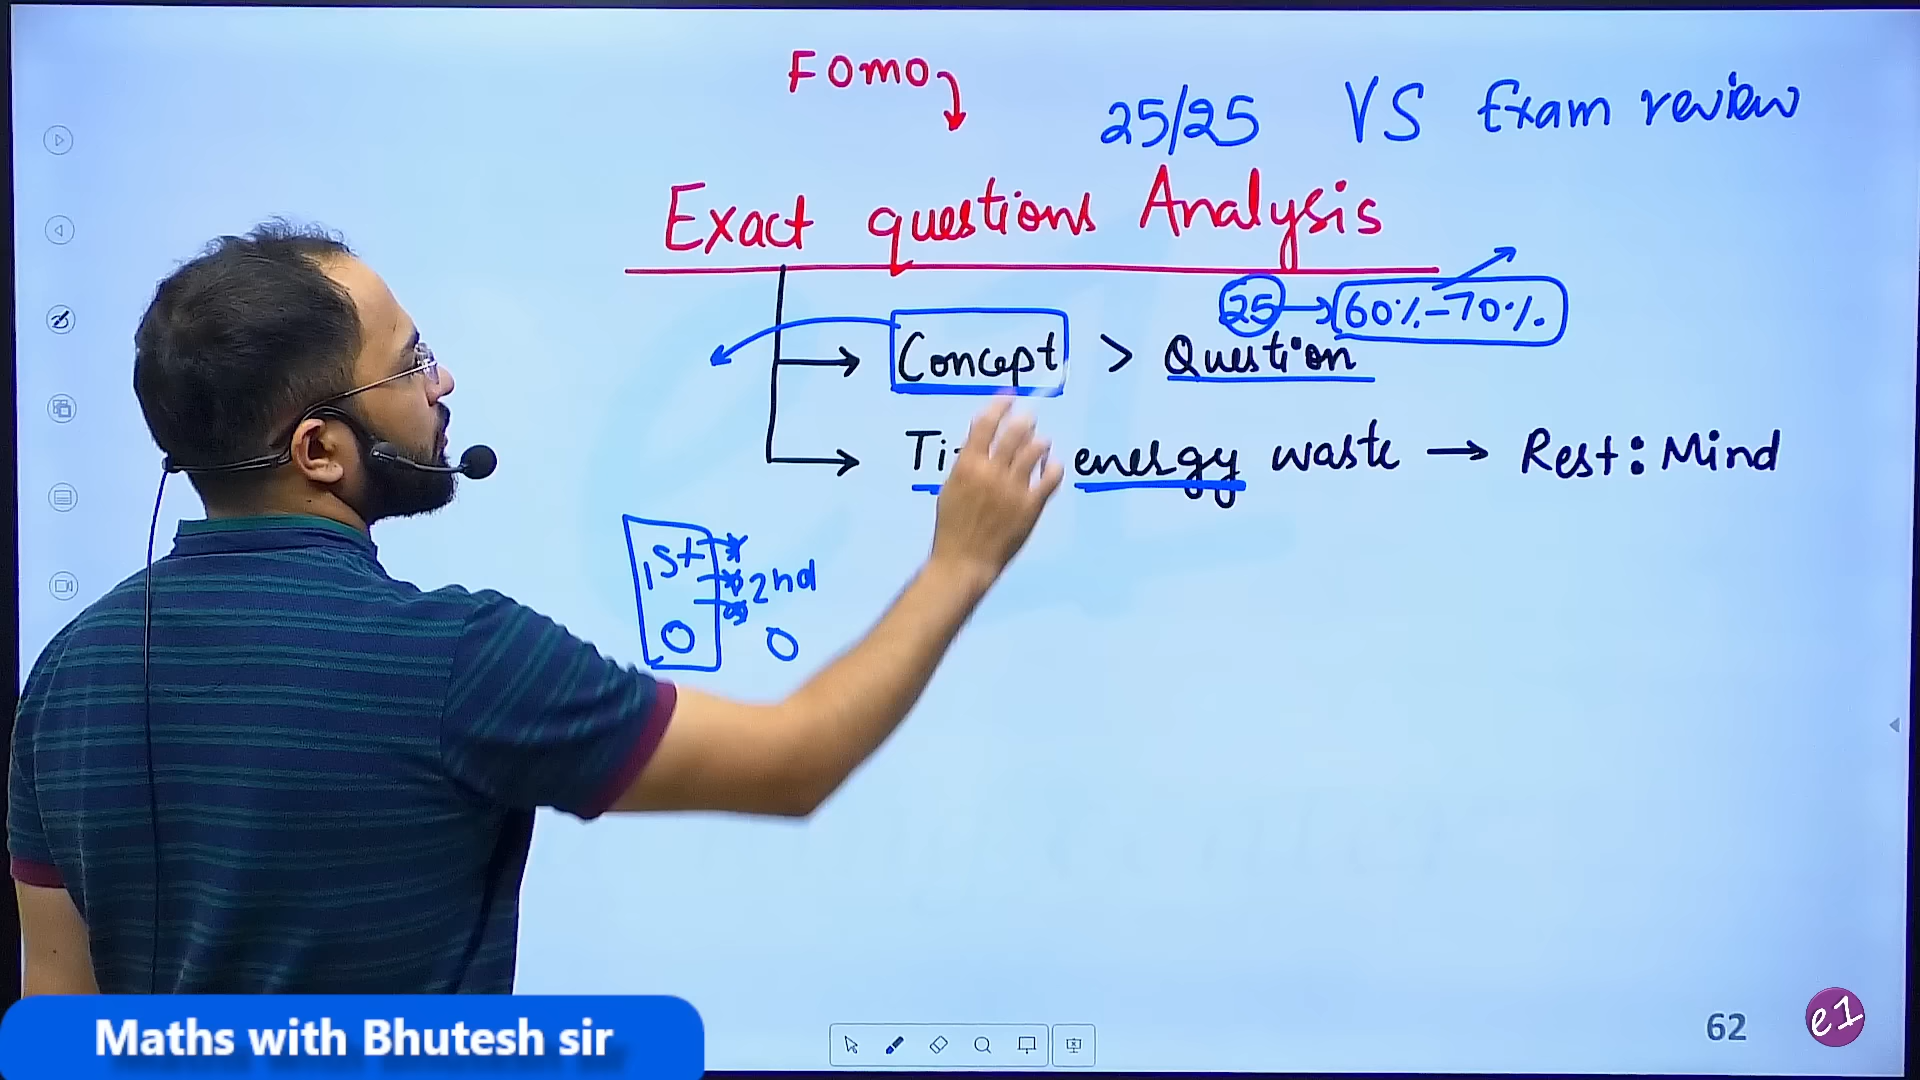 Fomo
25/25 VS Exam review
Exact questions Analysis
25 → 60%-70%
Concept > Question
energy waste → Rest: Mind
1st
2nd
0 0
62
e1
Maths with Bhutesh sir